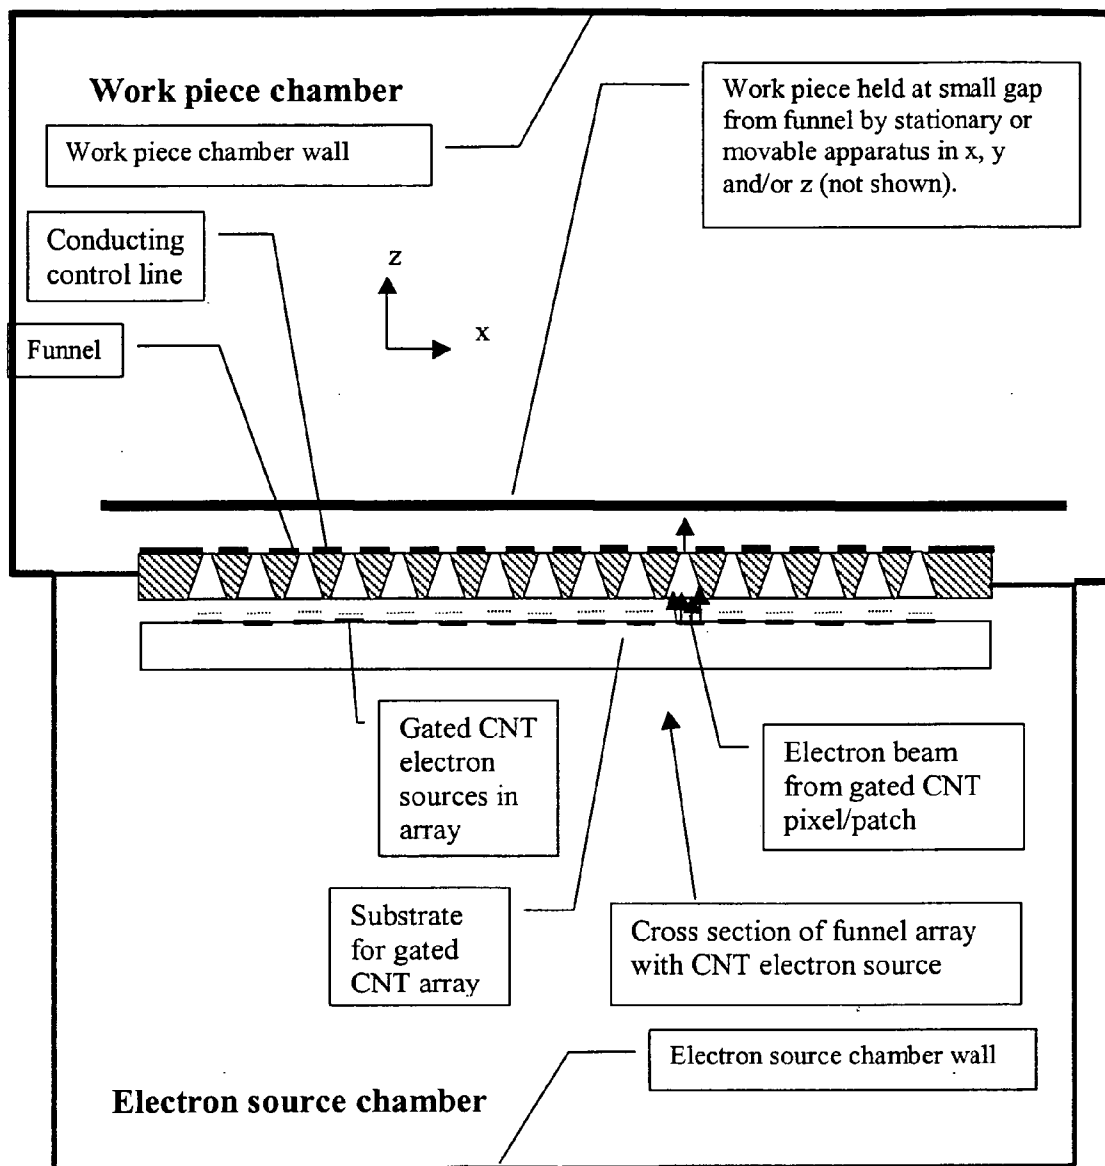 Work piece chamber
Work piece chamber wall
Work piece held at small gap
from funnel by stationary or
movable apparatus in x, y
and/or z (not shown).
Conducting
control line
Funnel
z
x
Gated CNT
electron
sources in
array
Electron beam
from gated CNT
pixel/patch
Substrate
for gated
CNT array
Cross section of funnel array
with CNT electron source
Electron source chamber wall
Electron source chamber